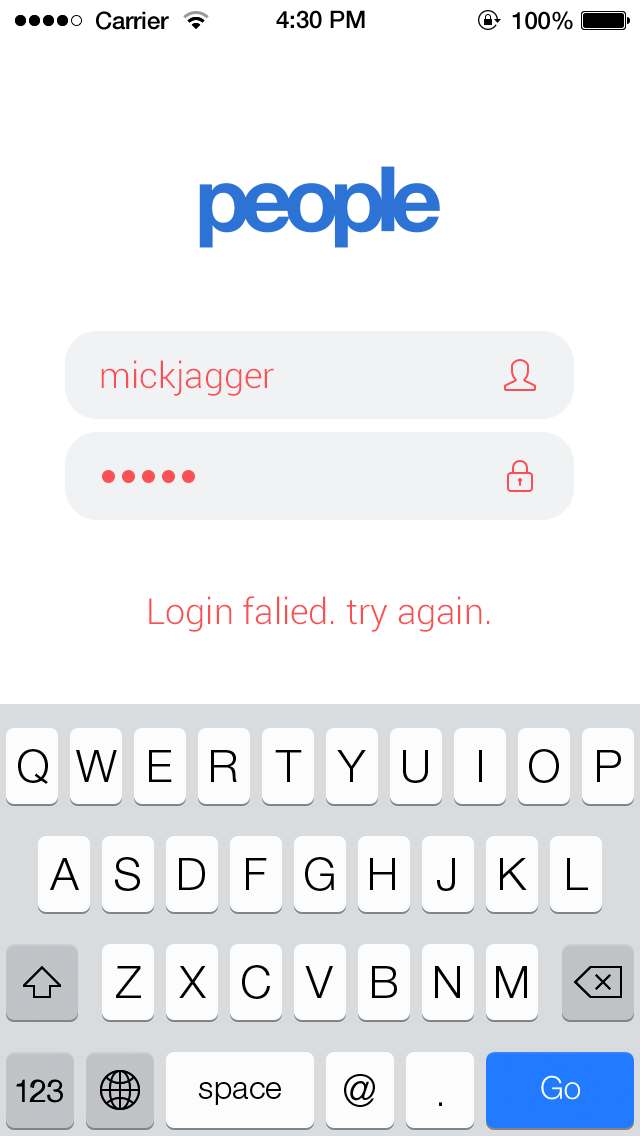 Carrier 4:30 PM 100%
people
mickjagger
Login falied. try again.
Q W E R T Y U I O P
A S D F G H J K L
Z X C V B N M
123 space @ . Go